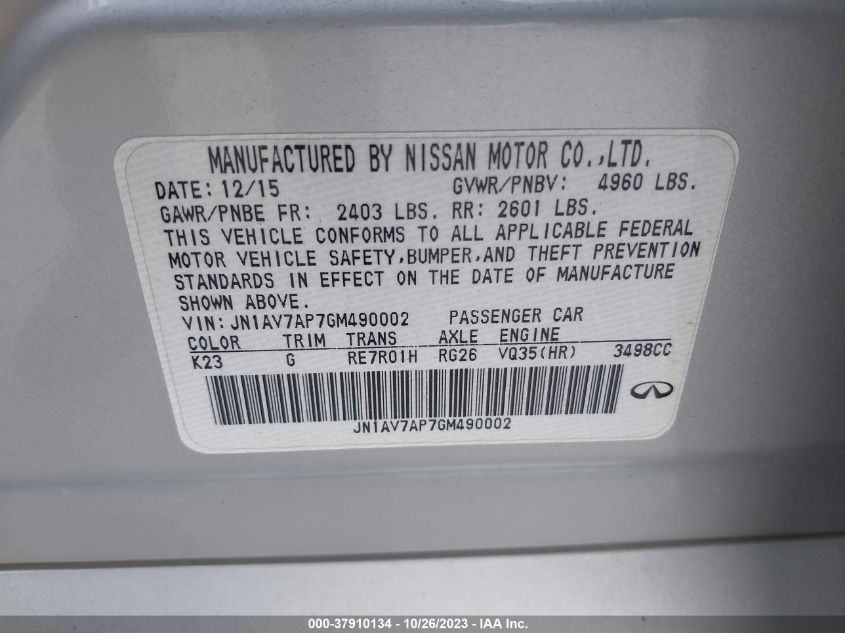 MANUFACTURED BY NISSAN MOTOR CO.,LTD.
DATE: 12/15 GVWR/PNBV: 4960 LBS.
GAWR/PNBE FR: 2403 LBS. RR: 2601 LBS.
THIS VEHICLE CONFORMS TO ALL APPLICABLE FEDERAL
MOTOR VEHICLE SAFETY,BUMPER,AND THEFT PREVENTION
STANDARDS IN EFFECT ON THE DATE OF MANUFACTURE
SHOWN ABOVE.
VIN: JN1AV7AP7GM490002 PASSENGER CAR
COLOR TRIM TRANS AXLE ENGINE
K23 G RE7R01H RG26 VQ35(HR) 3498CC
JN1AV7AP7GM490002
000-37910134 - 10/26/2023 - IAA Inc.